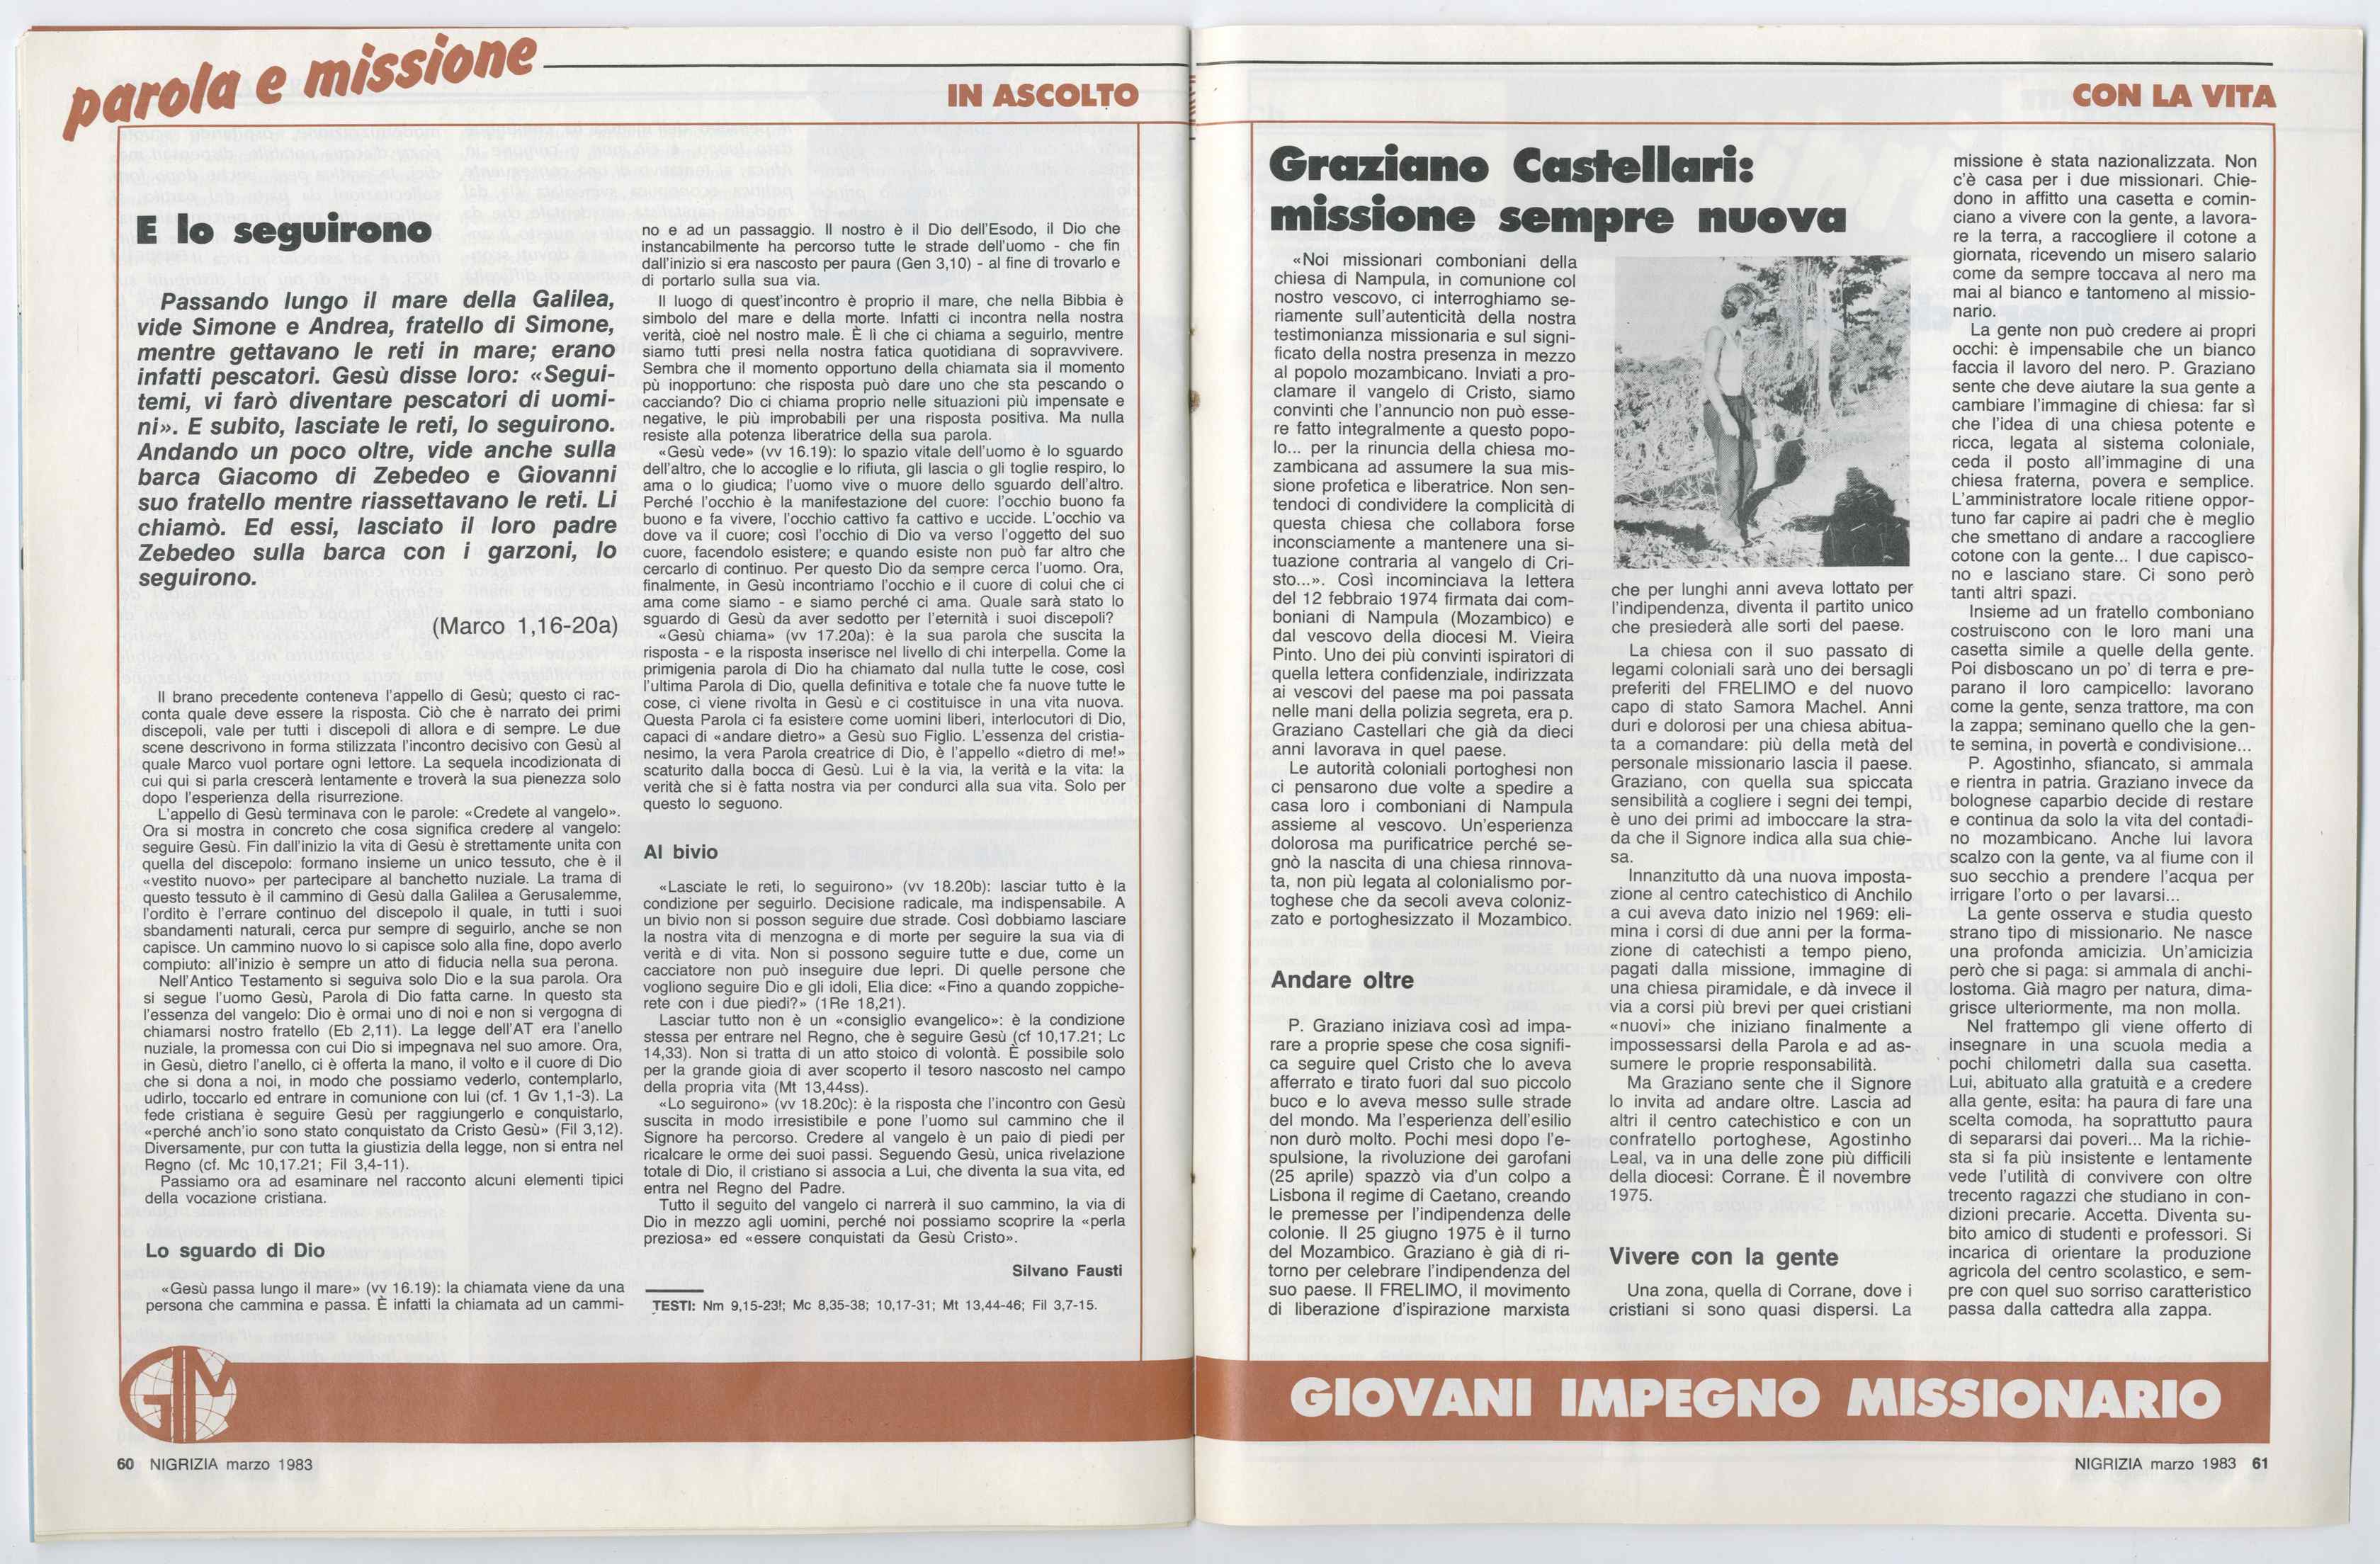 parola e missione
IN ASCOLTO
E lo seguirono
Passando lungo il mare della Galilea,
vide Simone e Andrea, fratello di Simone,
mentre gettavano le reti in mare; erano
infatti pescatori. Gesù disse loro: «Segui-
temi, vi farò diventare pescatori di uomi-
ni». E subito, lasciate le reti, lo seguirono.
Andando un poco oltre, vide anche sulla
barca Giacomo di Zebedeo e Giovanni
suo fratello mentre riassettavano le reti. Li
chiamò. Ed essi, lasciato il loro padre
Zebedeo sulla barca con i garzoni, lo
seguirono.
(Marco 1,16-20a)
Il brano precedente conteneva l'appello di Gesù; questo ci rac-
conta quale deve essere la risposta. Ciò che è narrato dei primi
discepoli, vale per tutti i discepoli di allora e di sempre. Le due
scene descrivono in forma stilizzata l'incontro decisivo con Gesù al
quale Marco vuol portare ogni lettore. La sequela incodizionata di
cui qui si parla crescerà lentamente e troverà la sua pienezza solo
dopo l'esperienza della risurrezione.
L'appello di Gesù terminava con le parole: «Credete al vangelo».
Ora si mostra in concreto che cosa significa credere al vangelo:
seguire Gesù. Fin dall'inizio la vita di Gesù è strettamente unita con
quella del discepolo: formano insieme un unico tessuto, che è il
«vestito nuovo» per partecipare al banchetto nuziale. La trama di
questo tessuto è il cammino di Gesù dalla Galilea a Gerusalemme,
l'ordito è l'errare continuo del discepolo il quale, in tutti i suoi
sbandamenti naturali, cerca pur sempre di seguirlo, anche se non
capisce. Un cammino nuovo lo si capisce solo alla fine, dopo averlo
compiuto: all'inizio è sempre un atto di fiducia nella sua perona.
Nell'Antico Testamento si seguiva solo Dio e la sua parola. Ora
si segue l'uomo Gesù, Parola di Dio fatta carne. In questo sta
l'essenza del vangelo: Dio è ormai uno di noi e non si vergogna di
chiamarsi nostro fratello (Eb 2,11). La legge dell'AT era l'anello
nuziale, la promessa con cui Dio si impegnava nel suo amore. Ora,
in Gesù, dietro l'anello, ci è offerta la mano, il volto e il cuore di Dio
che si dona a noi, in modo che possiamo vederlo, contemplarlo,
udirlo, toccarlo ed entrare in comunione con lui (cf. 1 Gv 1,1-3). La
fede cristiana è seguire Gesù per raggiungerlo e conquistarlo,
«perché anch'io sono stato conquistato da Cristo Gesù» (Fil 3,12).
Diversamente, pur con tutta la giustizia della legge, non si entra nel
Regno (cf. Mc 10,17.21; Fil 3,4-11).
Passiamo ora ad esaminare nel racconto alcuni elementi tipici
della vocazione cristiana.
Lo sguardo di Dio
«Gesù passa lungo il mare» (vv 16.19): la chiamata viene da una
persona che cammina e passa. È infatti la chiamata ad un cammi-
no e ad un passaggio. Il nostro è il Dio dell'Esodo, il Dio che
instancabilmente ha percorso tutte le strade dell'uomo - che fin
dall'inizio si era nascosto per paura (Gen 3,10) - al fine di trovarlo e
di portarlo sulla sua via.
Il luogo di quest'incontro è proprio il mare, che nella Bibbia è
simbolo del mare e della morte. Infatti ci incontra nella nostra
verità, cioè nel nostro male. È lì che ci chiama a seguirlo, mentre
siamo tutti presi nella nostra fatica quotidiana di sopravvivere.
Sembra che il momento opportuno della chiamata sia il momento
pù inopportuno: che risposta può dare uno che sta pescando o
cacciando? Dio ci chiama proprio nelle situazioni più impensate e
negative, le più improbabili per una risposta positiva. Ma nulla
resiste alla potenza liberatrice della sua parola.
«Gesù vede» (vv 16.19): lo spazio vitale dell'uomo è lo sguardo
dell'altro, che lo accoglie e lo rifiuta, gli lascia o gli toglie respiro, lo
ama o lo giudica; l'uomo vive o muore dello sguardo dell'altro.
Perché l'occhio è la manifestazione del cuore: l'occhio buono fa
buono e fa vivere, l'occhio cattivo fa cattivo e uccide. L'occhio va
dove va il cuore; così l'occhio di Dio va verso l'oggetto del suo
cuore, facendolo esistere; e quando esiste non può far altro che
cercarlo di continuo. Per questo Dio da sempre cerca l'uomo. Ora,
finalmente, in Gesù incontriamo l'occhio e il cuore di colui che ci
ama come siamo - e siamo perché ci ama. Quale sarà stato lo
sguardo di Gesù da aver sedotto per l'eternità i suoi discepoli?
«Gesù chiama» (vv 17.20a): è la sua parola che suscita la
risposta - e la risposta inserisce nel livello di chi interpella. Come la
primigenia parola di Dio ha chiamato dal nulla tutte le cose, così
l'ultima Parola di Dio, quella definitiva e totale che fa nuove tutte le
cose, ci viene rivolta in Gesù e ci costituisce in una vita nuova.
Questa Parola ci fa esistere come uomini liberi, interlocutori di Dio,
capaci di «andare dietro» a Gesù suo Figlio. L'essenza del cristia-
nesimo, la vera Parola creatrice di Dio, è l'appello «dietro di me!»
scaturito dalla bocca di Gesù. Lui è la via, la verità e la vita: la
verità che si è fatta nostra via per condurci alla sua vita. Solo per
questo lo seguono.
Al bivio
«Lasciate le reti, lo seguirono» (vv 18.20b): lasciar tutto è la
condizione per seguirlo. Decisione radicale, ma indispensabile. A
un bivio non si posson seguire due strade. Così dobbiamo lasciare
la nostra vita di menzogna e di morte per seguire la sua via di
verità e di vita. Non si possono seguire tutte e due, come un
cacciatore non può inseguire due lepri. Di quelle persone che
vogliono seguire Dio e gli idoli, Elia dice: «Fino a quando zoppiche-
rete con i due piedi?» (1Re 18,21).
Lasciar tutto non è un «consiglio evangelico»: è la condizione
stessa per entrare nel Regno, che è seguire Gesù (cf 10,17.21; Lc
14,33). Non si tratta di un atto stoico di volontà. È possibile solo
per la grande gioia di aver scoperto il tesoro nascosto nel campo
della propria vita (Mt 13,44ss).
«Lo seguirono» (vv 18.20c): è la risposta che l'incontro con Gesù
suscita in modo irresistibile e pone l'uomo sul cammino che il
Signore ha percorso. Credere al vangelo è un paio di piedi per
ricalcare le orme dei suoi passi. Seguendo Gesù, unica rivelazione
totale di Dio, il cristiano si associa a Lui, che diventa la sua vita, ed
entra nel Regno del Padre.
Tutto il seguito del vangelo ci narrerà il suo cammino, la via di
Dio in mezzo agli uomini, perché noi possiamo scoprire la «perla
preziosa» ed «essere conquistati da Gesù Cristo».
Silvano Fausti
TESTI: Nm 9,15-23!; Mc 8,35-38; 10,17-31; Mt 13,44-46; Fil 3,7-15.
GIM
60 NIGRIZIA marzo 1983
CON LA VITA
Graziano Castellari:
missione sempre nuova
«Noi missionari comboniani della
chiesa di Nampula, in comunione col
nostro vescovo, ci interroghiamo se-
riamente sull'autenticità della nostra
testimonianza missionaria e sul signi-
ficato della nostra presenza in mezzo
al popolo mozambicano. Inviati a pro-
clamare il vangelo di Cristo, siamo
convinti che l'annuncio non può esse-
re fatto integralmente a questo popo-
lo... per la rinuncia della chiesa mo-
zambicana ad assumere la sua mis-
sione profetica e liberatrice. Non sen-
tendoci di condividere la complicità di
questa chiesa che collabora forse
inconsciamente a mantenere una si-
tuazione contraria al vangelo di Cri-
sto...». Così incominciava la lettera
del 12 febbraio 1974 firmata dai com-
boniani di Nampula (Mozambico) e
dal vescovo della diocesi M. Vieira
Pinto. Uno dei più convinti ispiratori di
quella lettera confidenziale, indirizzata
ai vescovi del paese ma poi passata
nelle mani della polizia segreta, era p.
Graziano Castellari che già da dieci
anni lavorava in quel paese.
Le autorità coloniali portoghesi non
ci pensarono due volte a spedire a
casa loro i comboniani di Nampula
assieme al vescovo. Un'esperienza
dolorosa ma purificatrice perché se-
gnò la nascita di una chiesa rinnova-
ta, non più legata al colonialismo por-
toghese che da secoli aveva coloniz-
zato e portoghesizzato il Mozambico.
Andare oltre
P. Graziano iniziava così ad impa-
rare a proprie spese che cosa signifi-
ca seguire quel Cristo che lo aveva
afferrato e tirato fuori dal suo piccolo
buco e lo aveva messo sulle strade
del mondo. Ma l'esperienza dell'esilio
non durò molto. Pochi mesi dopo l'e-
spulsione, la rivoluzione dei garofani
(25 aprile) spazzò via d'un colpo a
Lisbona il regime di Caetano, creando
le premesse per l'indipendenza delle
colonie. Il 25 giugno 1975 è il turno
del Mozambico. Graziano è già di ri-
torno per celebrare l'indipendenza del
suo paese. Il FRELIMO, il movimento
di liberazione d'ispirazione marxista
che per lunghi anni aveva lottato per
l'indipendenza, diventa il partito unico
che presiederà alle sorti del paese.
La chiesa con il suo passato di
legami coloniali sarà uno dei bersagli
preferiti del FRELIMO e del nuovo
capo di stato Samora Machel. Anni
duri e dolorosi per una chiesa abitua-
ta a comandare: più della metà del
personale missionario lascia il paese.
Graziano, con quella sua spiccata
sensibilità a cogliere i segni dei tempi,
è uno dei primi ad imboccare la stra-
da che il Signore indica alla sua chie-
sa.
Innanzitutto dà una nuova imposta-
zione al centro catechistico di Anchilo
a cui aveva dato inizio nel 1969: eli-
mina i corsi di due anni per la forma-
zione di catechisti a tempo pieno,
pagati dalla missione, immagine di
una chiesa piramidale, e dà invece il
via a corsi più brevi per quei cristiani
«nuovi» che iniziano finalmente a
impossessarsi della Parola e ad as-
sumere le proprie responsabilità.
Ma Graziano sente che il Signore
lo invita ad andare oltre. Lascia ad
altri il centro catechistico e con un
confratello portoghese, Agostinho
Leal, va in una delle zone più difficili
della diocesi: Corrane. È il novembre
1975.
Vivere con la gente
Una zona, quella di Corrane, dove i
cristiani si sono quasi dispersi. La
missione è stata nazionalizzata. Non
c'è casa per i due missionari. Chie-
dono in affitto una casetta e comin-
ciano a vivere con la gente, a lavora-
re la terra, a raccogliere il cotone a
giornata, ricevendo un misero salario
come da sempre toccava al nero ma
mai al bianco e tantomeno al missio-
nario.
La gente non può credere ai propri
occhi: è impensabile che un bianco
faccia il lavoro del nero. P. Graziano
sente che deve aiutare la sua gente a
cambiare l'immagine di chiesa: far sì
che l'idea di una chiesa potente e
ricca, legata al sistema coloniale,
ceda il posto all'immagine di una
chiesa fraterna, povera e semplice.
L'amministratore locale ritiene oppor-
tuno far capire ai padri che è meglio
che smettano di andare a raccogliere
cotone con la gente... I due capisco-
no e lasciano stare. Ci sono però
tanti altri spazi.
Insieme ad un fratello comboniano
costruiscono con le loro mani una
casetta simile a quelle della gente.
Poi disboscano un po' di terra e pre-
parano il loro campicello: lavorano
come la gente, senza trattore, ma con
la zappa; seminano quello che la gen-
te semina, in povertà e condivisione...
P. Agostinho, sfiancato, si ammala
e rientra in patria. Graziano invece da
bolognese caparbio decide di restare
e continua da solo la vita del contadi-
no mozambicano. Anche lui lavora
scalzo con la gente, va al fiume con il
suo secchio a prendere l'acqua per
irrigare l'orto o per lavarsi...
La gente osserva e studia questo
strano tipo di missionario. Ne nasce
una profonda amicizia. Un'amicizia
però che si paga: si ammala di anchi-
lostoma. Già magro per natura, dima-
grisce ulteriormente, ma non molla.
Nel frattempo gli viene offerto di
insegnare in una scuola media a
pochi chilometri dalla sua casetta.
Lui, abituato alla gratuità e a credere
alla gente, esita: ha paura di fare una
scelta comoda, ha soprattutto paura
di separarsi dai poveri... Ma la richie-
sta si fa più insistente e lentamente
vede l'utilità di convivere con oltre
trecento ragazzi che studiano in con-
dizioni precarie. Accetta. Diventa su-
bito amico di studenti e professori. Si
incarica di orientare la produzione
agricola del centro scolastico, e sem-
pre con quel suo sorriso caratteristico
passa dalla cattedra alla zappa.
GIOVANI IMPEGNO MISSIONARIO
NIGRIZIA marzo 1983 61